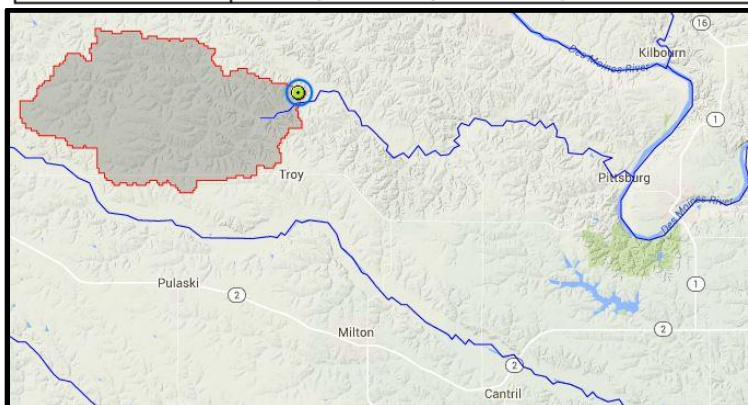 16
Kilbourn
Des Moines River
1
Troy
Pittsburg
Des Moines River
Pulaski
2
1
Milton
2
2
Cantril